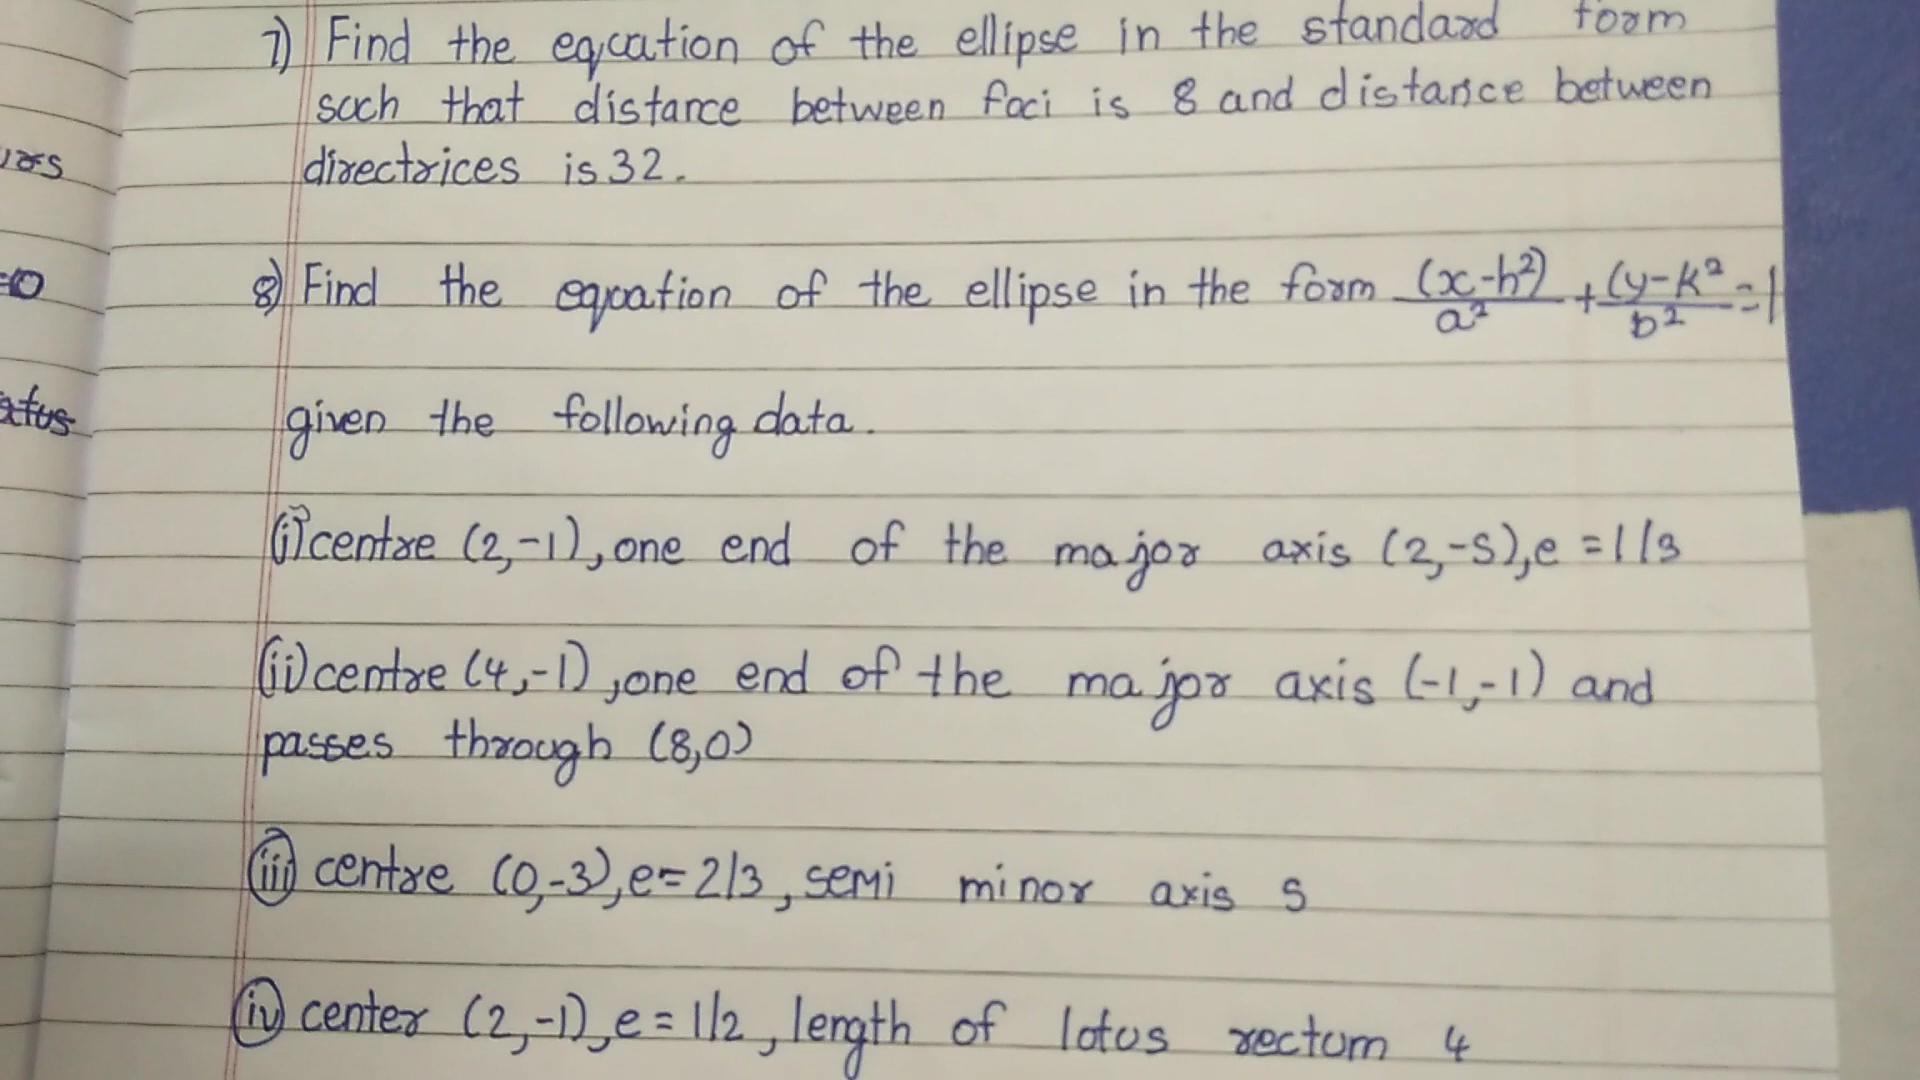 7) Find the equation of the ellipse in the standard form
such that distance between foci is 8 and distance between
directrices is 32.
8) Find the equation of the ellipse in the form (x-h²)/a² + (y-k²/b² = 1
given the following data.
(i) centre (2,-1), one end of the major axis (2,-5), e = 1/3
(ii) centre (4,-1), one end of the major axis (-1,-1) and
passes through (8,0)
(iii) centre (0,-3), e = 2/3, semi minor axis 5
(iv) center (2,-1), e = 1/2, length of latus rectum 4